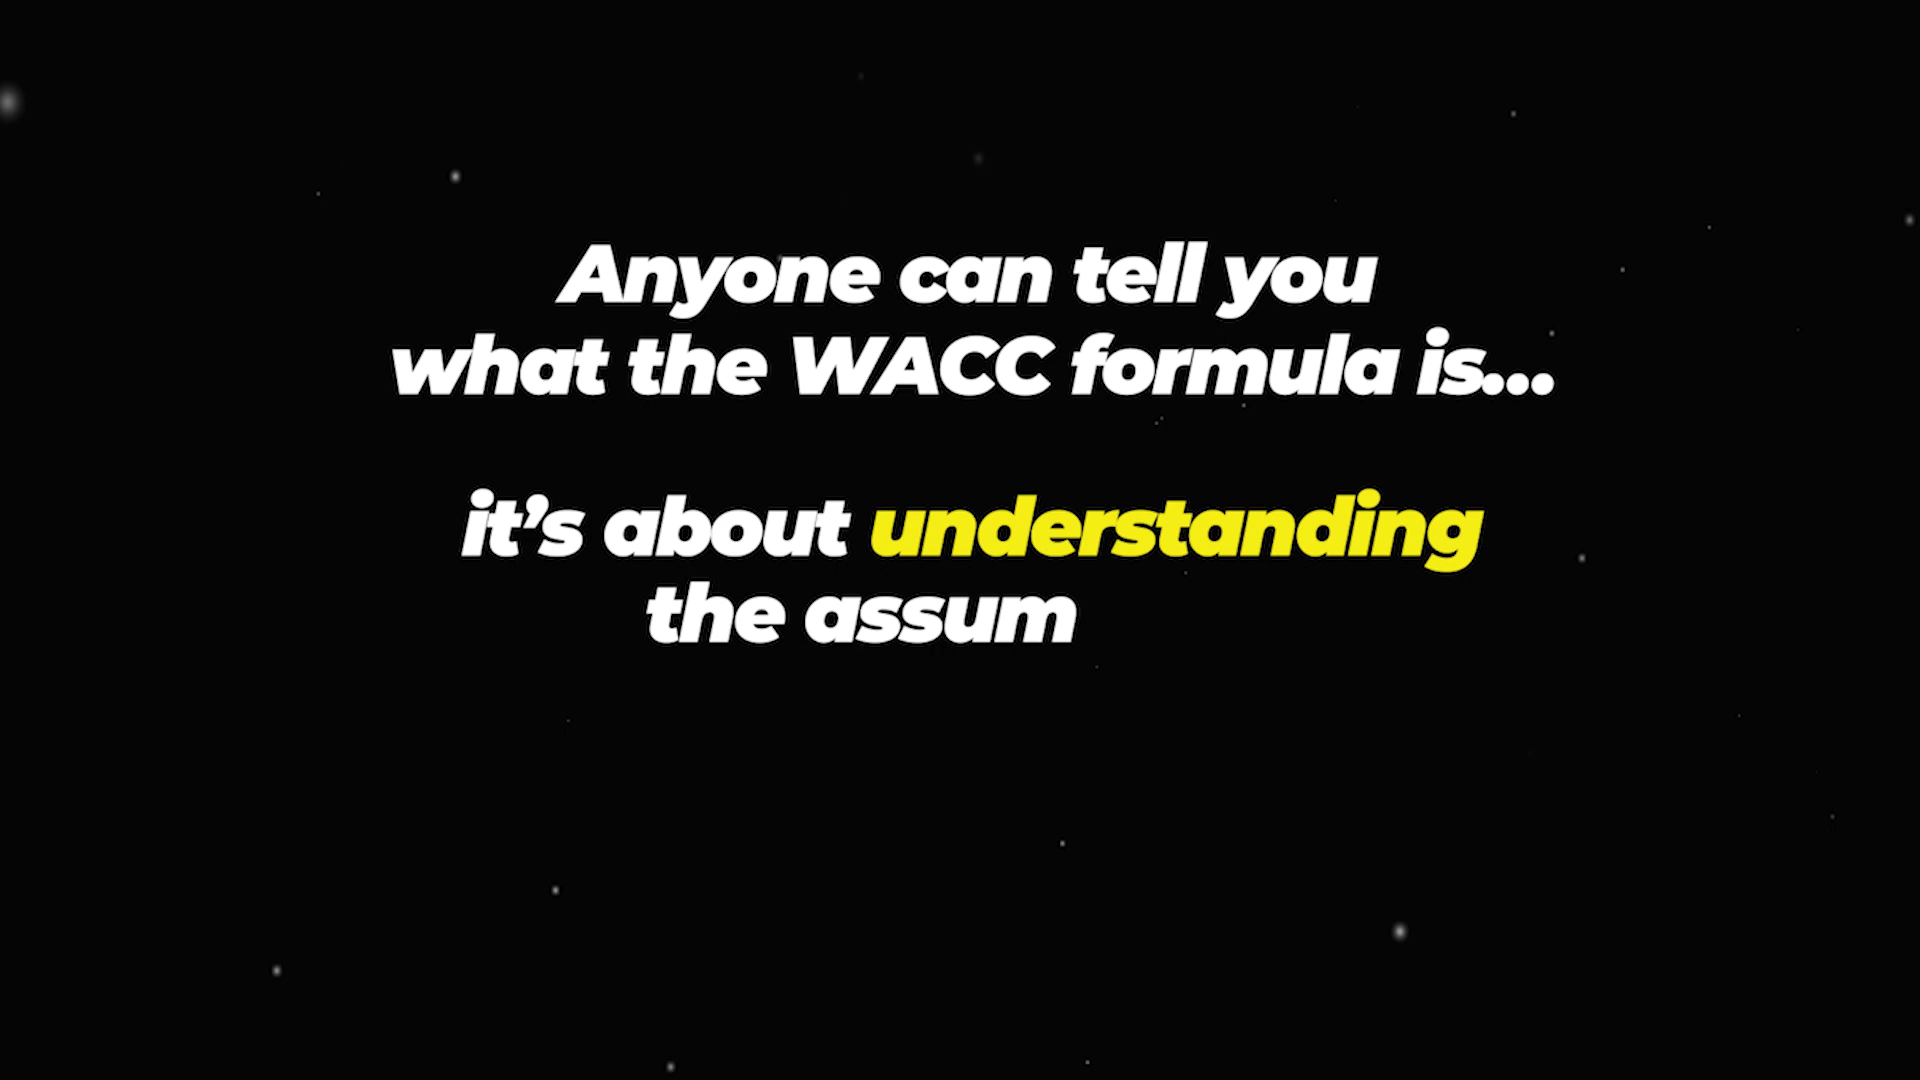 Anyone can tell you
what the WACC formula is...
it’s about understanding
the assum